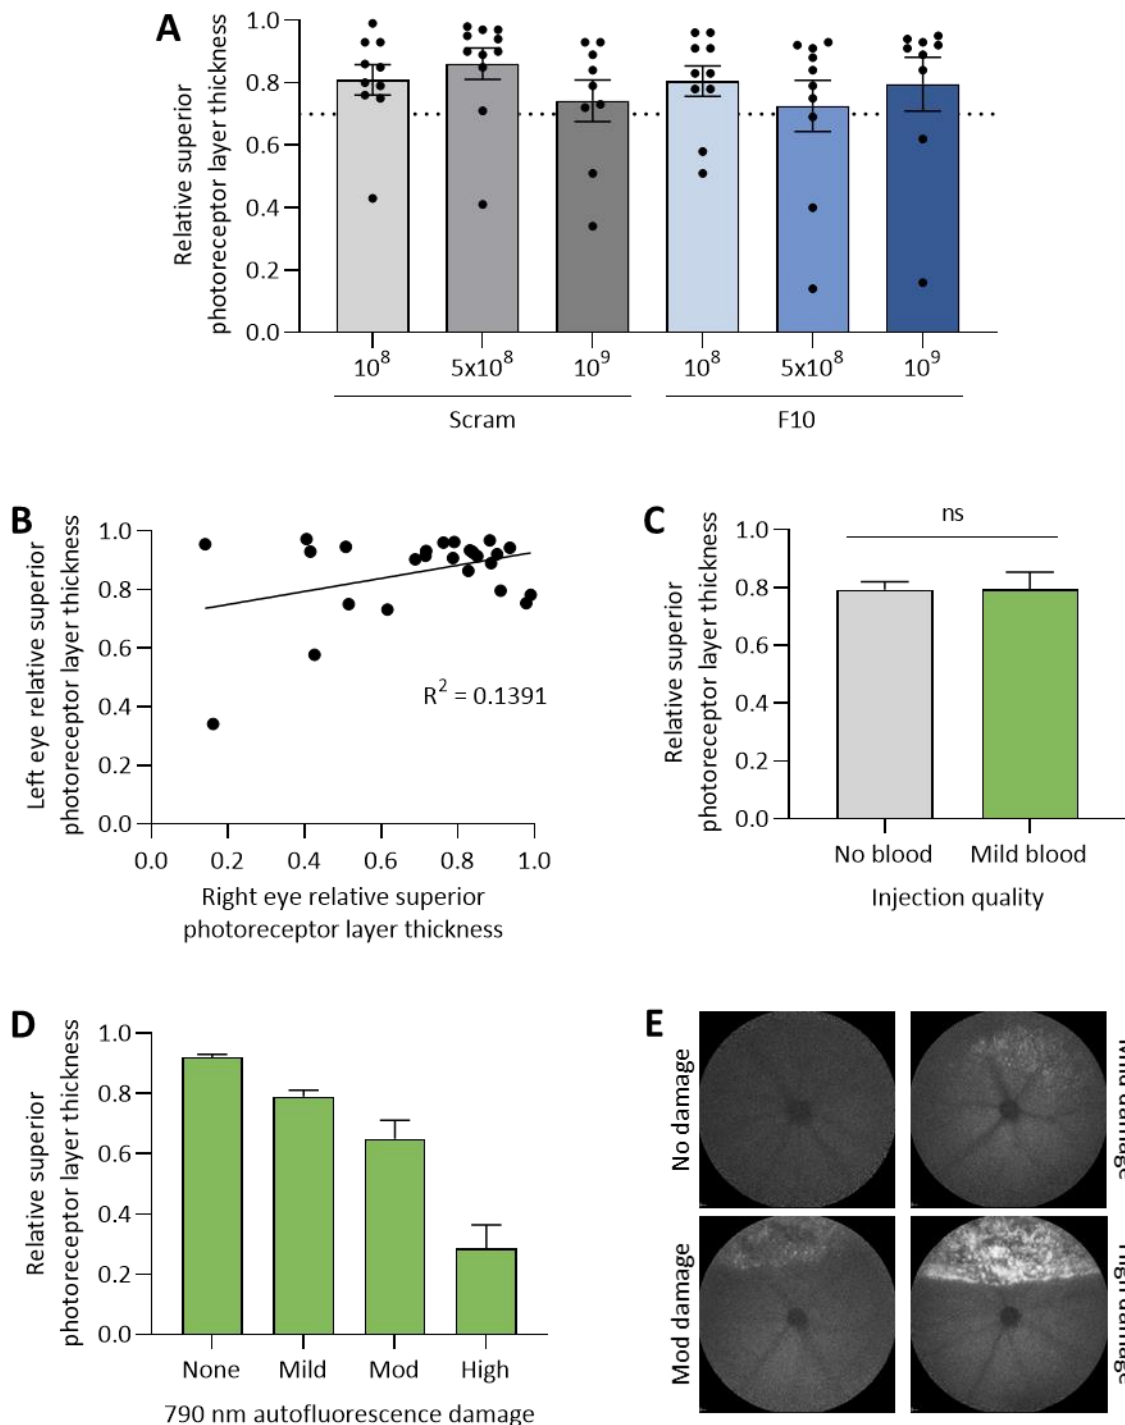 A
Relative superior
photoreceptor layer thickness
1.0
0.8
0.6
0.4
0.2
0.0
10⁸ 5x10⁸ 10⁹ 10⁸ 5x10⁸ 10⁹
Scram F10
B
Left eye relative superior
photoreceptor layer thickness
1.0
0.8
0.6
0.4
0.2
0.0
R² = 0.1391
0.0 0.2 0.4 0.6 0.8 1.0
Right eye relative superior
photoreceptor layer thickness
C
Relative superior
photoreceptor layer thickness
1.0
0.8
0.6
0.4
0.2
0.0
ns
No blood Mild blood
Injection quality
D
Relative superior
photoreceptor layer thickness
1.0
0.8
0.6
0.4
0.2
0.0
None Mild Mod High
790 nm autofluorescence damage
E
No damage
Mild damage
Mod damage
High damage